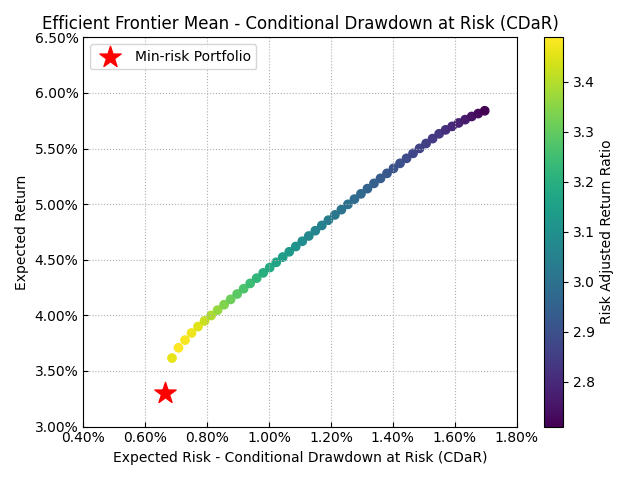 Efficient Frontier Mean - Conditional Drawdown at Risk (CDaR)
Min-risk Portfolio
6.50%
6.00%
5.50%
5.00%
4.50%
4.00%
3.50%
3.00%
Expected Return
0.40% 0.60% 0.80% 1.00% 1.20% 1.40% 1.60% 1.80%
Expected Risk - Conditional Drawdown at Risk (CDaR)
3.4
3.3
3.2
3.1
3.0
2.9
2.8
Risk Adjusted Return Ratio